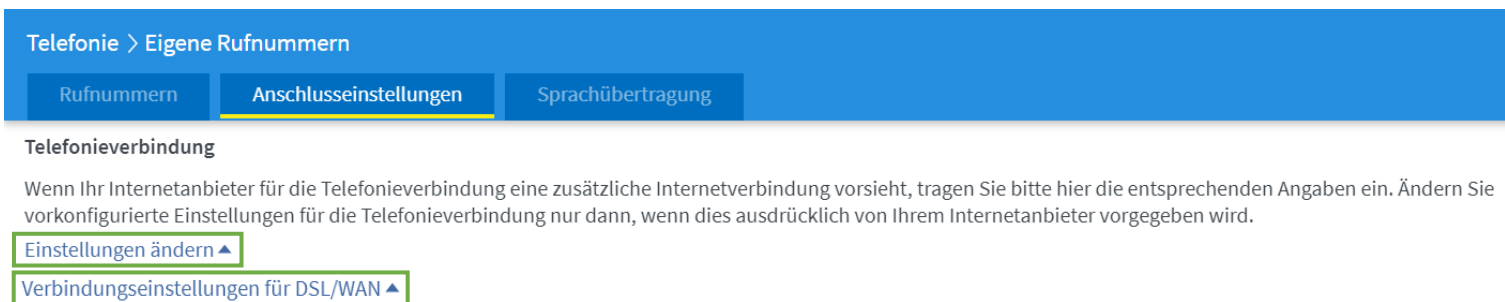 Telefonie > Eigene Rufnummern
Rufnummern Anschlusseinstellungen Sprachübertragung
Telefonieverbindung
Wenn Ihr Internetanbieter für die Telefonieverbindung eine zusätzliche Internetverbindung vorsieht, tragen Sie bitte hier die entsprechenden Angaben ein. Ändern Sie
vorkonfigurierte Einstellungen für die Telefonieverbindung nur dann, wenn dies ausdrücklich von Ihrem Internetanbieter vorgegeben wird.
Einstellungen ändern
Verbindungseinstellungen für DSL/WAN